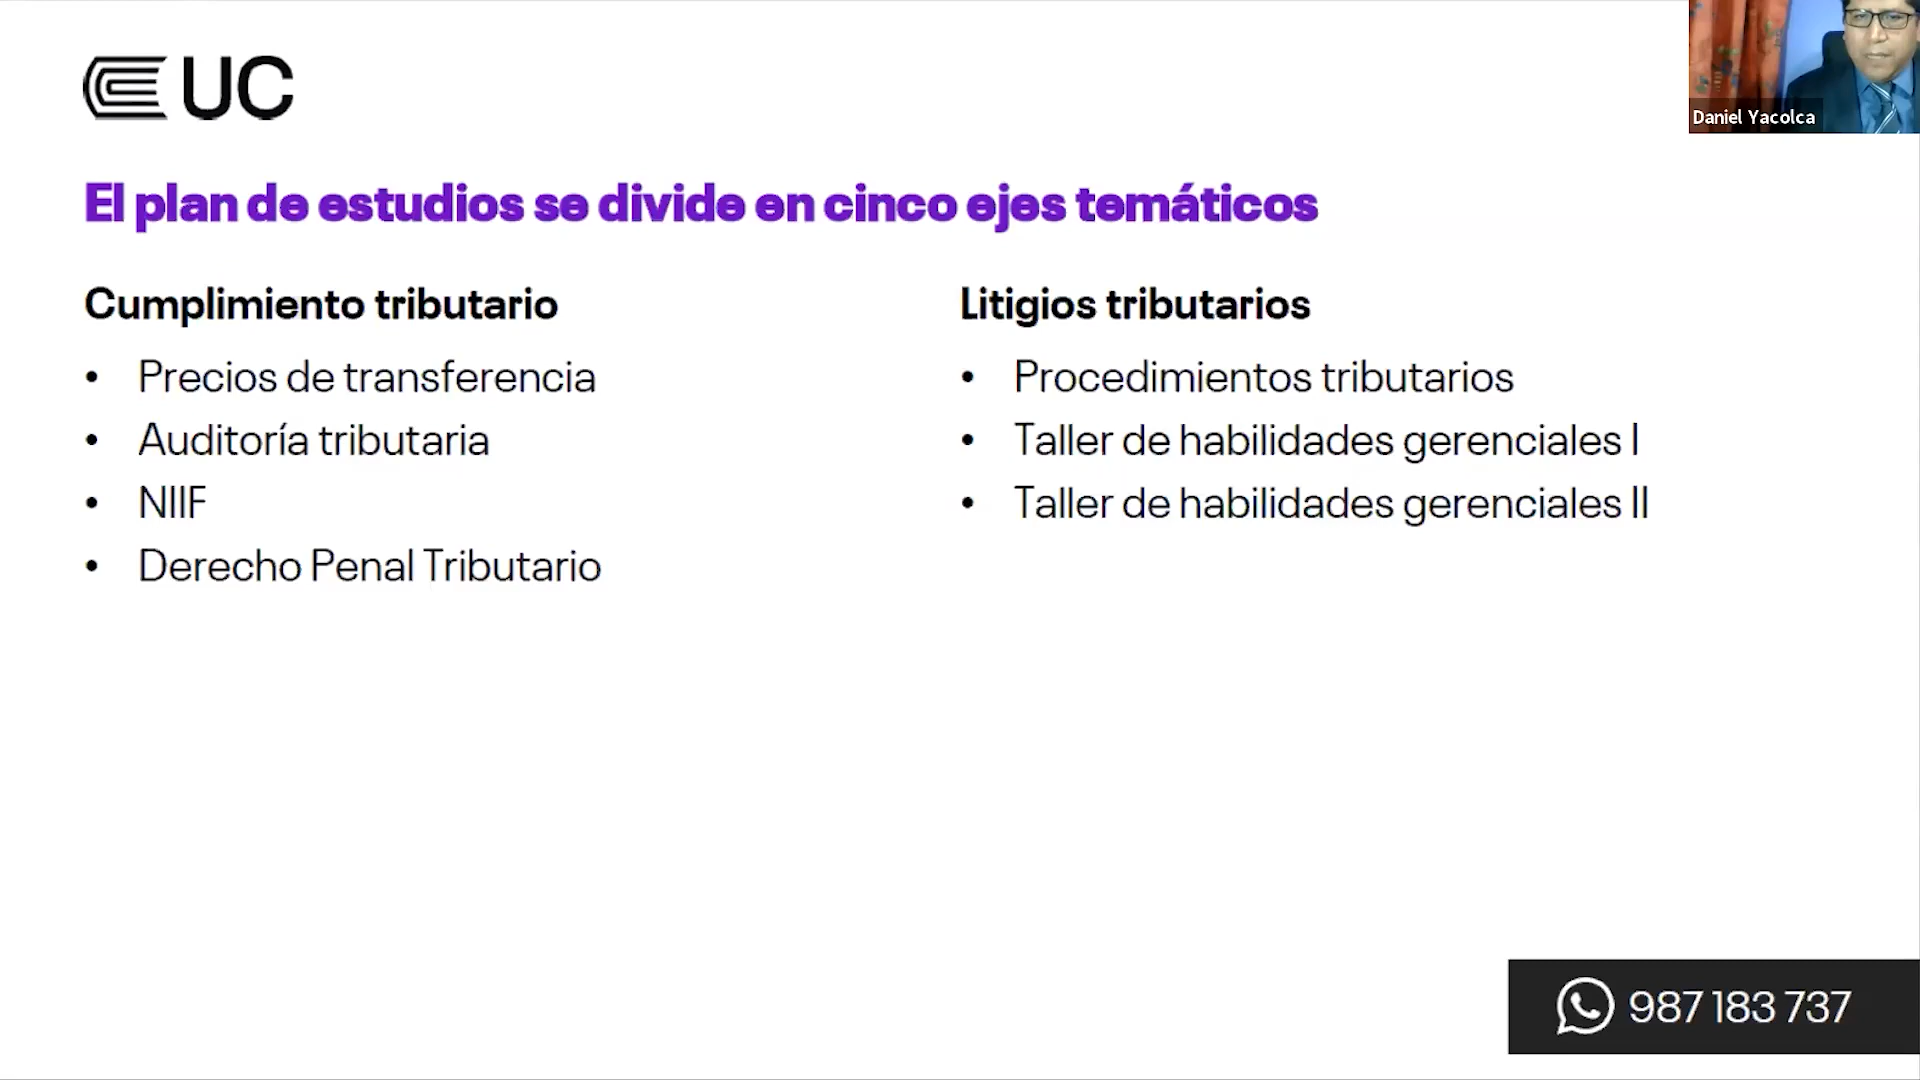 UC
Daniel Yacolca
El plan de estudios se divide en cinco ejes temáticos
Cumplimiento tributario
• Precios de transferencia
• Auditoría tributaria
• NIIF
• Derecho Penal Tributario
Litigios tributarios
• Procedimientos tributarios
• Taller de habilidades gerenciales I
• Taller de habilidades gerenciales II
987 183 737